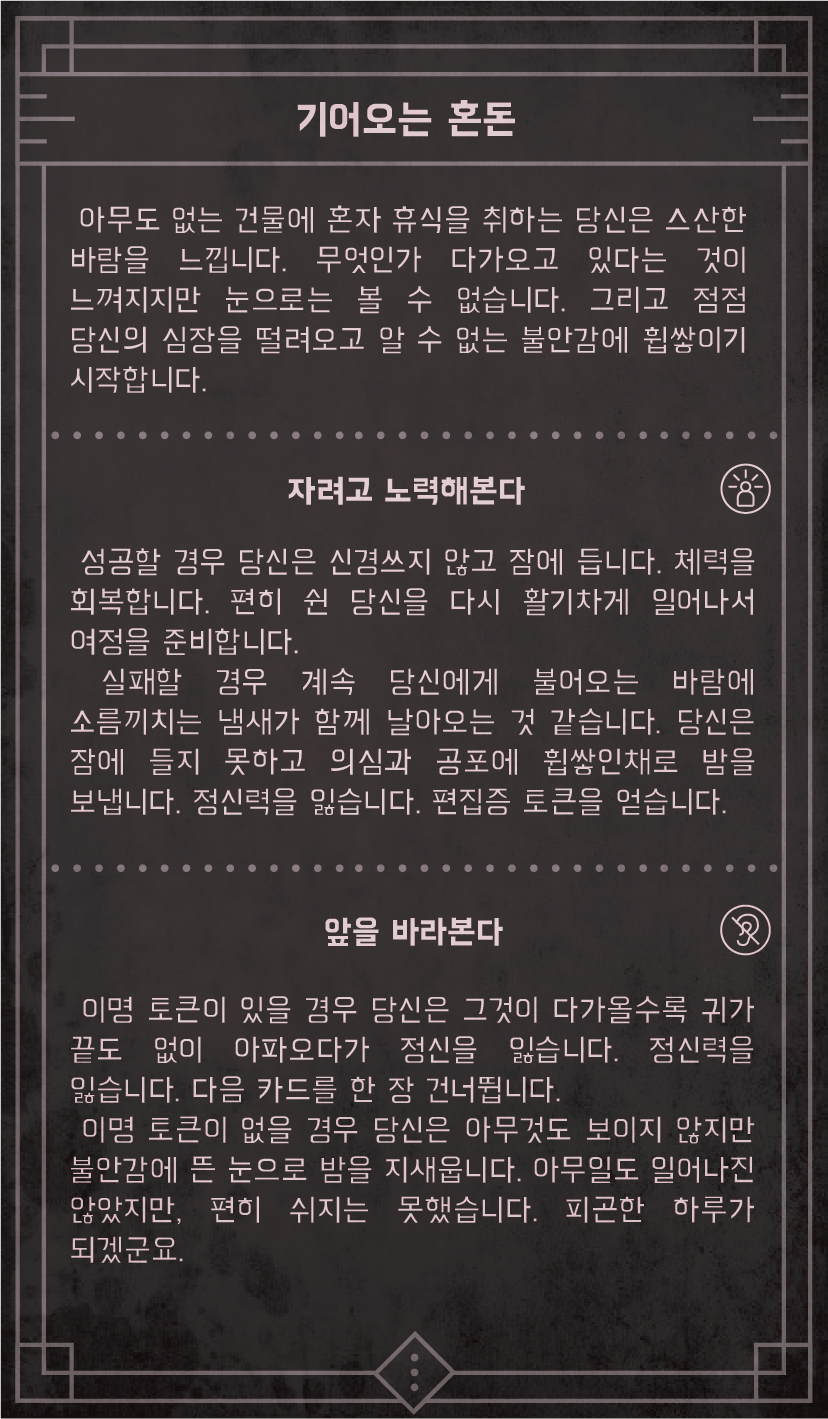 기어오는 혼돈
아무도 없는 건물에 혼자 휴식을 취하는 당신은 스산한
바람을 느낍니다. 무엇인가 다가오고 있다는 것이
느껴지지만 눈으로는 볼 수 없습니다. 그리고 점점
당신의 심장을 떨려오고 알 수 없는 불안감에 휩쌓이기
시작합니다.
자려고 노력해본다
성공할 경우 당신은 신경쓰지 않고 잠에 듭니다. 체력을
회복합니다. 편히 쉰 당신을 다시 활기차게 일어나서
여정을 준비합니다.
실패할 경우 계속 당신에게 불어오는 바람에
소름끼치는 냄새가 함께 날아오는 것 같습니다. 당신은
잠에 들지 못하고 의심과 공포에 휩쌓인채로 밤을
보냅니다. 정신력을 잃습니다. 편집증 토큰을 얻습니다.
앞을 바라본다
이명 토큰이 있을 경우 당신은 그것이 다가올수록 귀가
끝도 없이 아파오다가 정신을 잃습니다. 정신력을
잃습니다. 다음 카드를 한 장 건너뜁니다.
이명 토큰이 없을 경우 당신은 아무것도 보이지 않지만
불안감에 뜬 눈으로 밤을 지새웁니다. 아무일도 일어나진
않았지만, 편히 쉬지는 못했습니다. 피곤한 하루가
되겠군요.